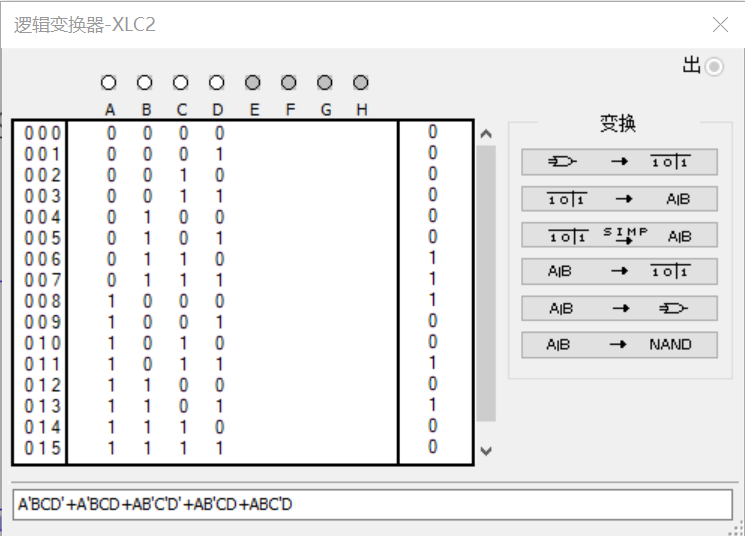 逻辑变换器-XLC2
出
A B C D E F G H
000 0 0 0 0 0
001 0 0 0 1 0
002 0 0 1 0 0
003 0 0 1 1 0
004 0 1 0 0 0
005 0 1 0 1 0
006 0 1 1 0 1
007 0 1 1 1 1
008 1 0 0 0 1
009 1 0 0 1 0
010 1 0 1 0 0
011 1 0 1 1 1
012 1 1 0 0 0
013 1 1 0 1 1
014 1 1 1 0 0
015 1 1 1 1 0
变换
→ 1 0 1
1 0 1 → A|B
1 0 1 SIMP → A|B
A|B → 1 0 1
A|B →
A|B → NAND
A'BCD'+A'BCD+AB'C'D'+AB'CD+ABC'D